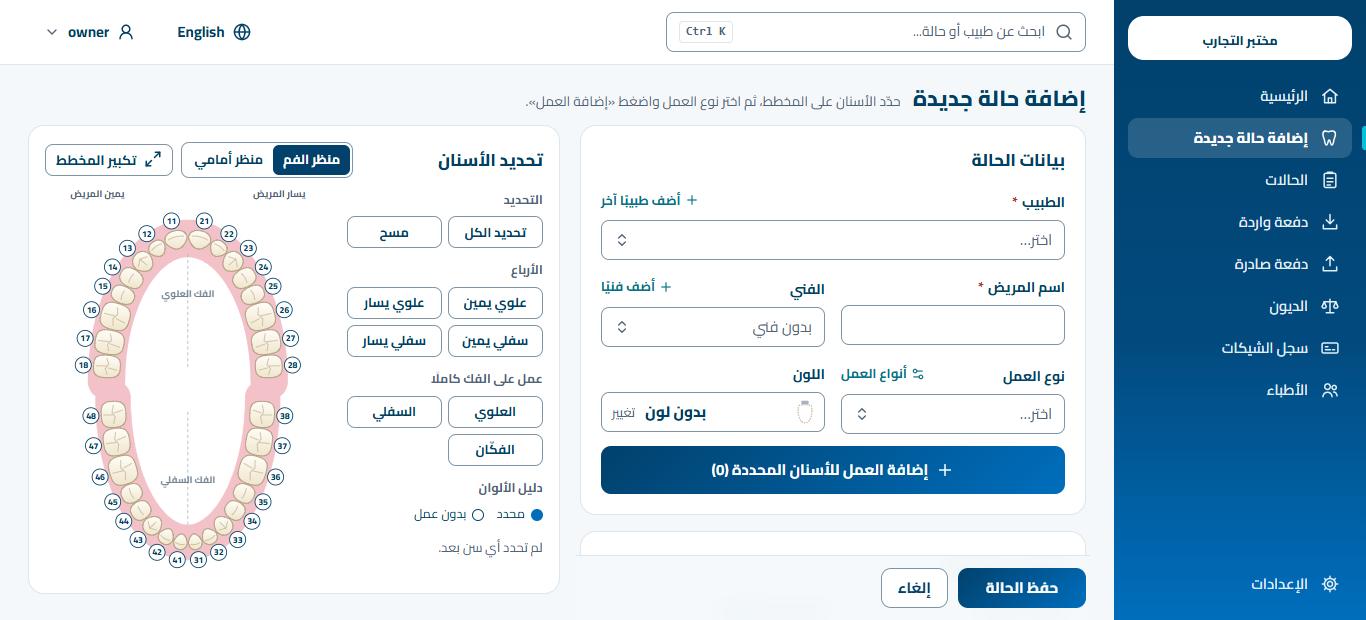 مختبر التجارب
الرئيسية
إضافة حالة جديدة
الحالات
دفعة واردة
دفعة صادرة
الديون
سجل الشيكات
الأطباء
الإعدادات
ابحث عن طبيب أو حالة...
Ctrl K
English
owner
إضافة حالة جديدة
حدّد الأسنان على المخطط، ثم اختر نوع العمل واضغط «إضافة العمل».
بيانات الحالة
الطبيب *
+ أضف طبيبًا آخر
اختر...
اسم المريض *
الفني
+ أضف فنيًا
بدون فني
نوع العمل
أنواع العمل
اختر...
اللون
بدون لون
تغيير
+ إضافة العمل للأسنان المحددة (0)
حفظ الحالة
إلغاء
تحديد الأسنان
منظر الفم
منظر أمامي
تكبير المخطط
التحديد
تحديد الكل
مسح
الأرباع
علوي يمين
علوي يسار
سفلي يمين
سفلي يسار
عمل على الفك كاملًا
العلوي
السفلي
الفكّان
دليل الألوان
محدد
بدون عمل
لم تحدد أي سن بعد.
يسار المريض
يمين المريض
11 21
12 22
13 23
14 24
15 25
16 26
17 27
18 28
الفك العلوي
48 38
47 37
46 36
45 35
44 34
43 33
42 32
41 31
الفك السفلي